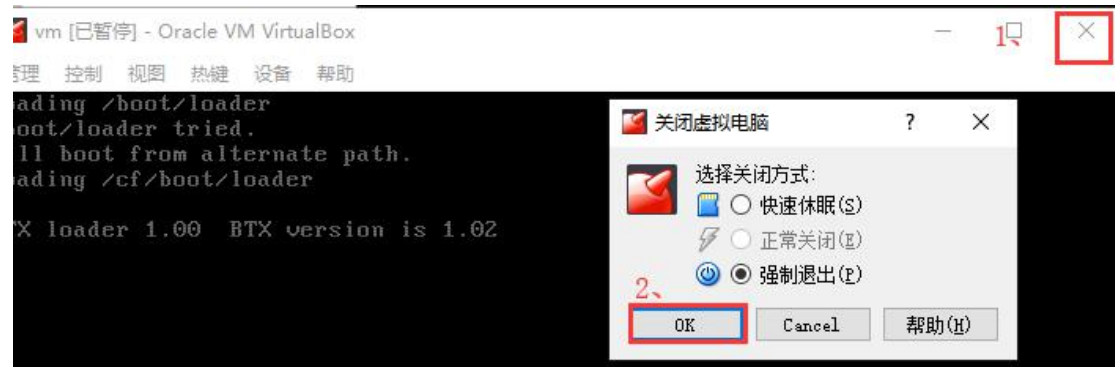 vm [已暂停] - Oracle VM VirtualBox
1、
管理 控制 视图 热键 设备 帮助
ading /boot/loader
oot/loader tried.
ll boot from alternate path.
ading /cf/boot/loader
TX loader 1.00 BTX version is 1.02
关闭虚拟电脑 ?
选择关闭方式:
快速休眠(S)
正常关闭(E)
强制退出(P)
2、
OK Cancel 帮助(H)